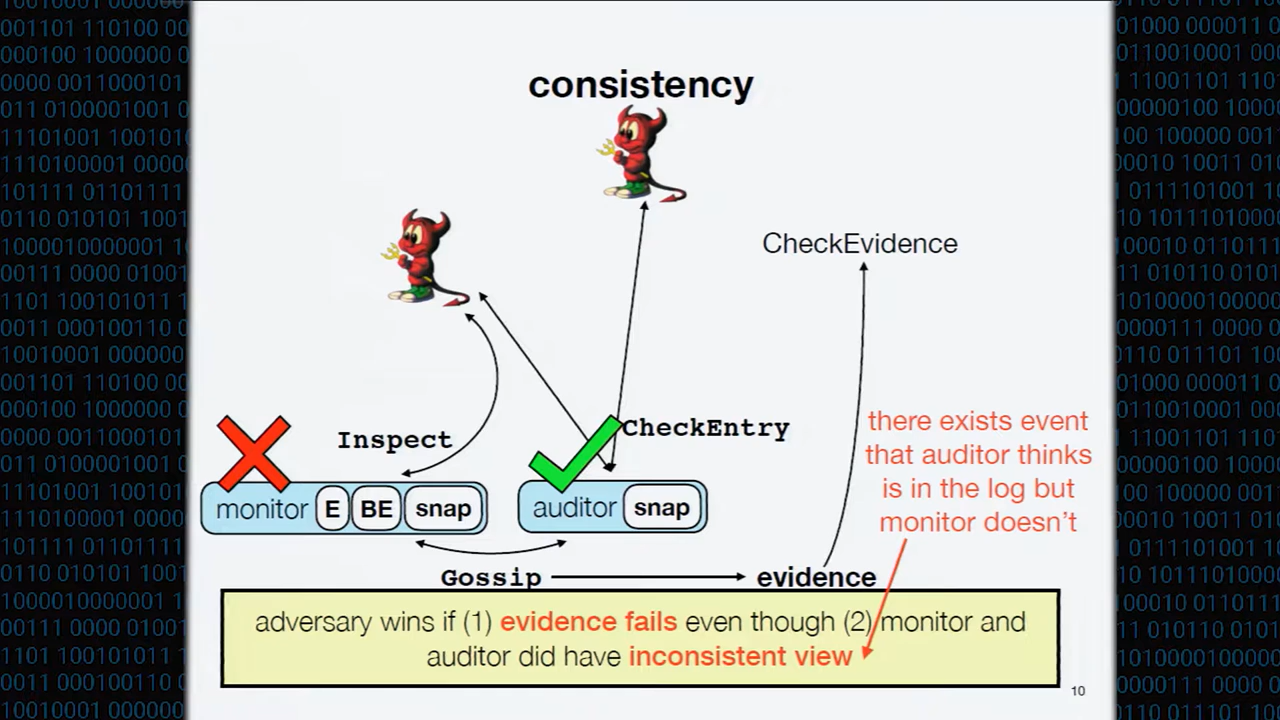 consistency
CheckEvidence
there exists event
that auditor thinks
is in the log but
monitor doesn't
Inspect
CheckEntry
monitor E BE snap
auditor snap
Gossip
evidence
adversary wins if (1) evidence fails even though (2) monitor and
auditor did have inconsistent view
10